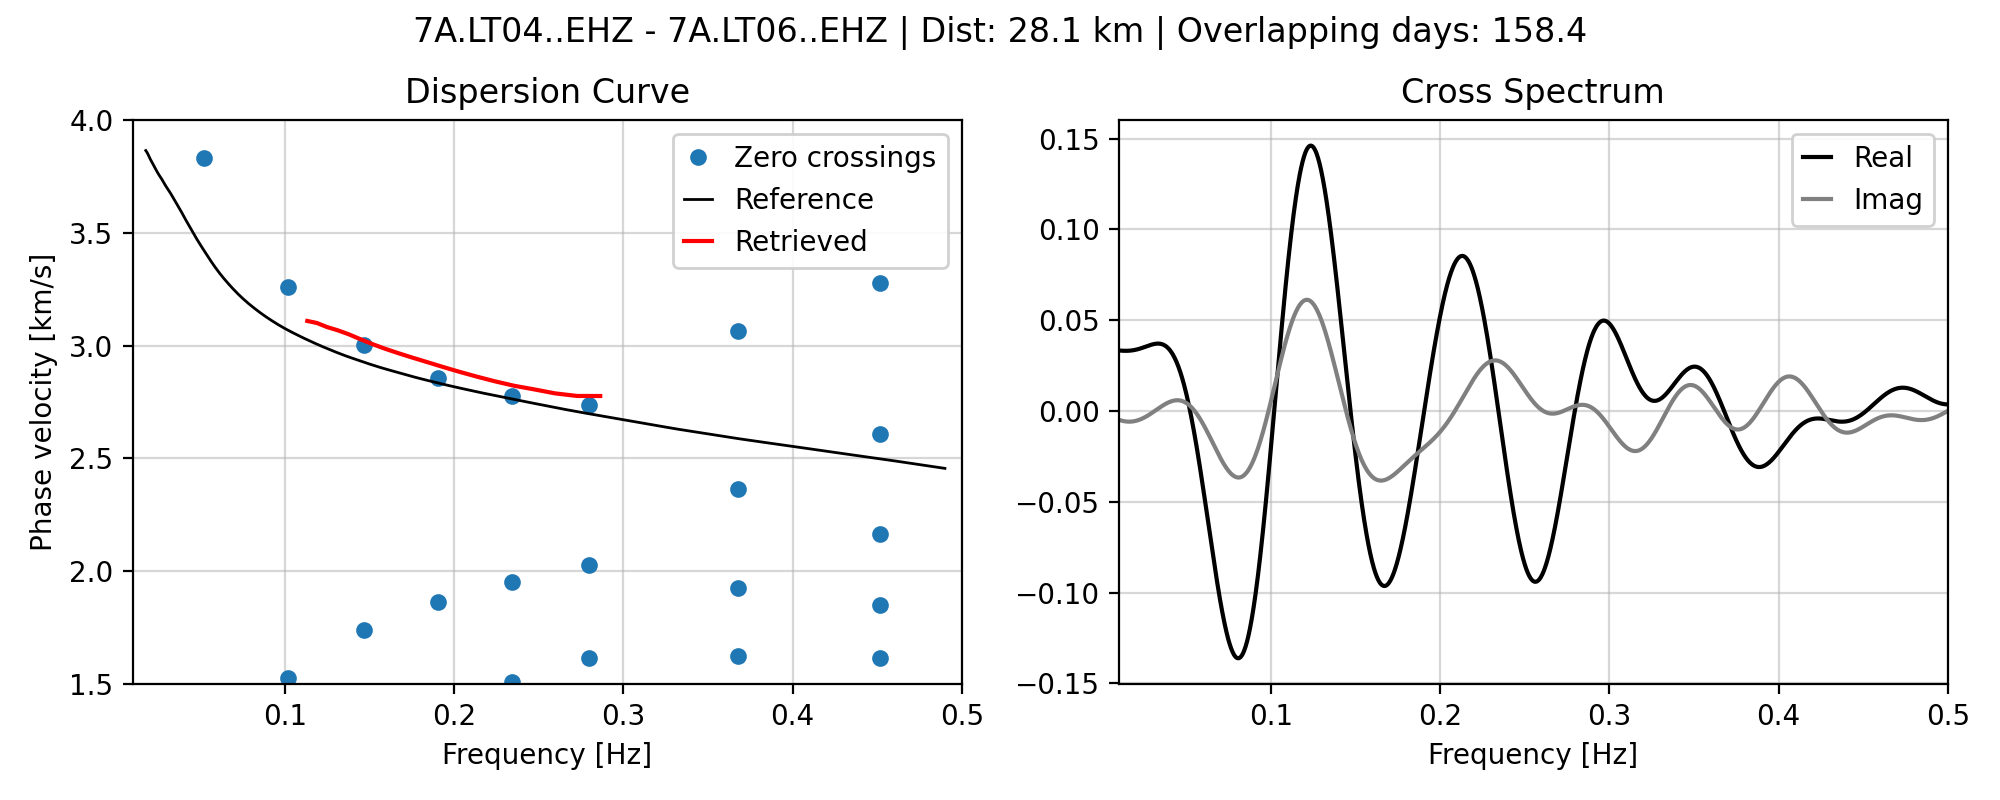 7A.LT04..EHZ - 7A.LT06..EHZ | Dist: 28.1 km | Overlapping days: 158.4
Dispersion Curve
4.0
3.5
3.0
2.5
2.0
1.5
Phase velocity [km/s]
Zero crossings
Reference
Retrieved
0.1 0.2 0.3 0.4 0.5
Frequency [Hz]
Cross Spectrum
0.15
0.10
0.05
0.00
−0.05
−0.10
−0.15
Real
Imag
0.1 0.2 0.3 0.4 0.5
Frequency [Hz]